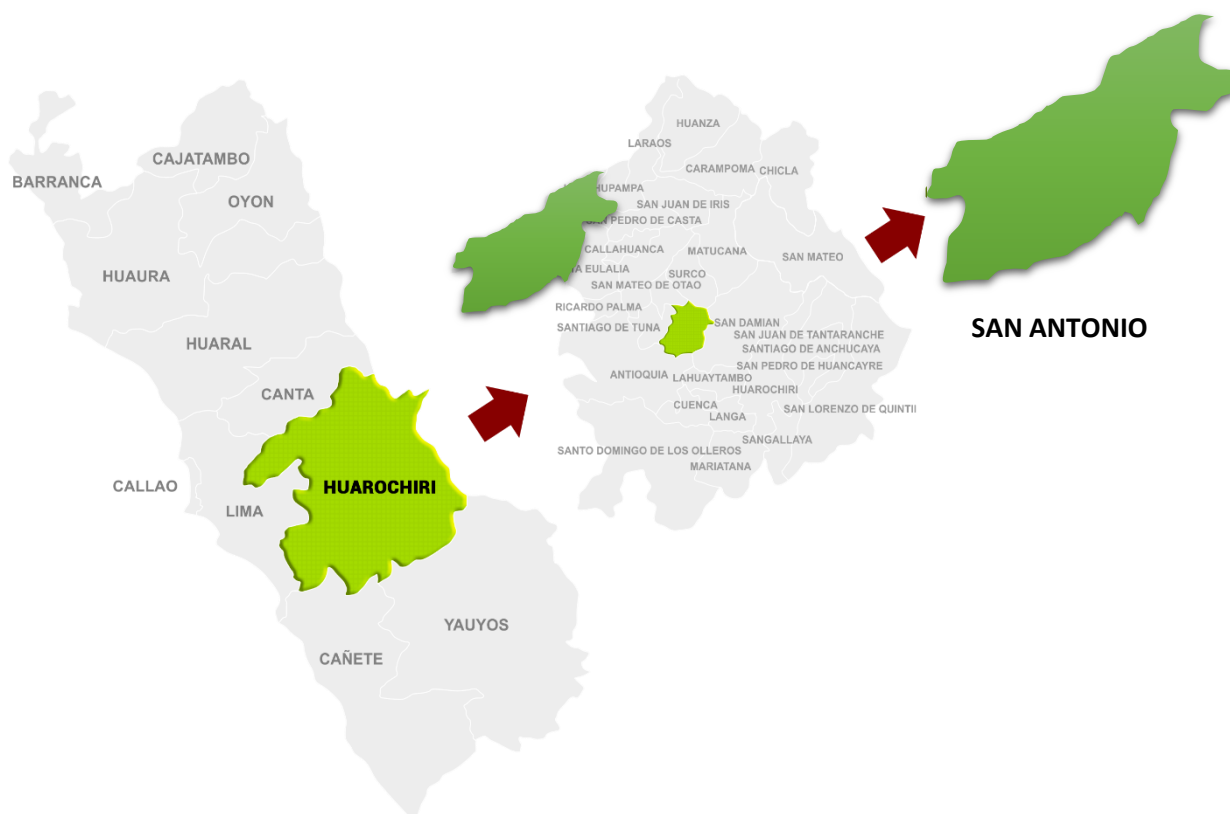 CAJATAMBO
BARRANCA
OYON
HUAURA
HUARAL
CANTA
HUAROCHIRI
CALLAO
LIMA
YAUYOS
CAÑETE
HUANZA
LARAOS
CARAMPOMA
CHICLA
HUPAMPA
SAN JUAN DE IRIS
SAN PEDRO DE CASTA
CALLAHUANCA
MATUCANA
SAN MATEO
EULALIA
SURCO
SAN MATEO DE OTAO
RICARDO PALMA
SANTIAGO DE TUNA
SAN DAMIAN
SAN JUAN DE TANTARANCHE
SANTIAGO DE ANCHUCAYA
SAN PEDRO DE HUANCAYRE
ANTIOQUIA
LAHUAYTAMBO
HUAROCHIRI
CUENCA
LANGA
SAN LORENZO DE QUINTII
SANGALLAYA
SANTO DOMINGO DE LOS OLLEROS
MARIATANA
SAN ANTONIO